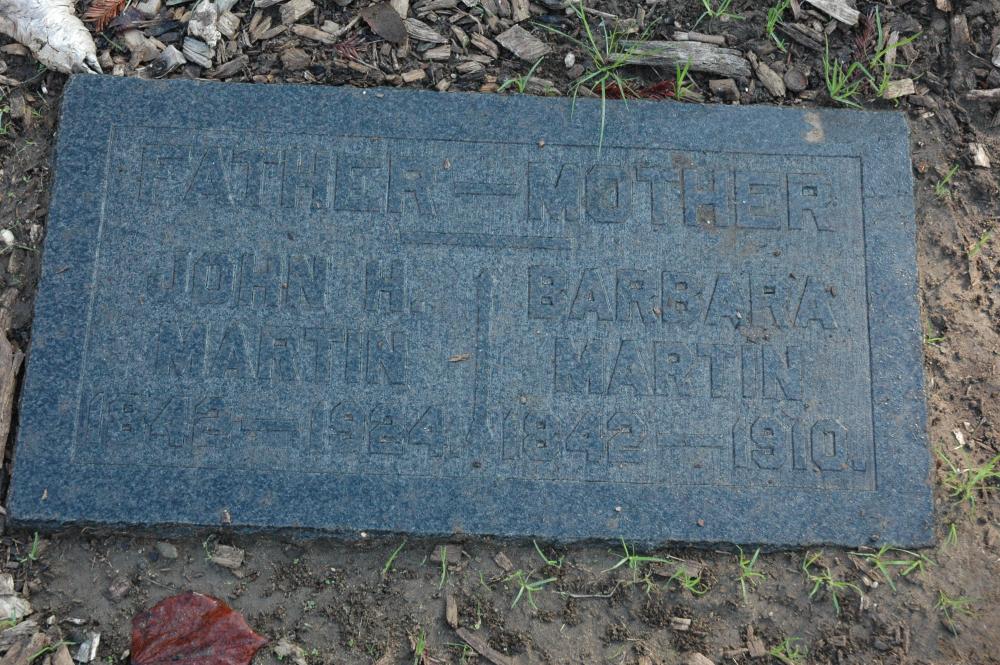 FATHER — MOTHER
JOHN H.
MARTIN
1842 — 1924.
BARBARA
MARTIN
1842 — 1910.